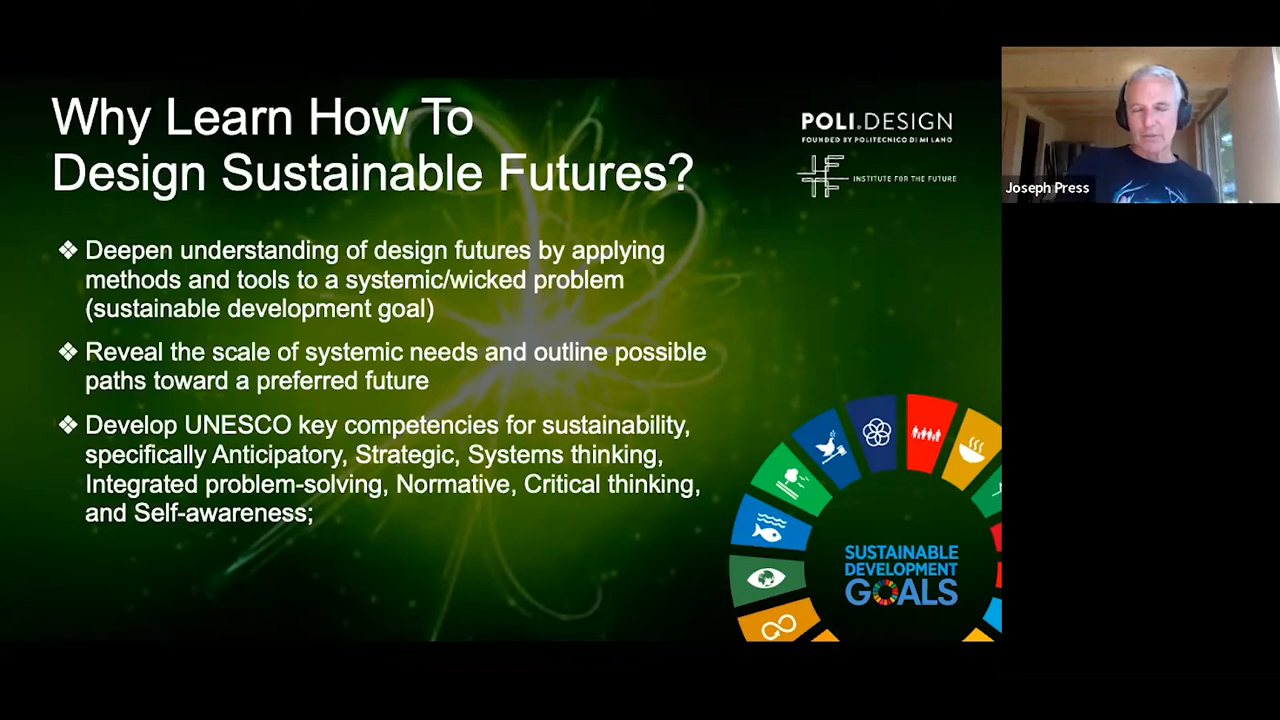 Why Learn How To
Design Sustainable Futures?
POLI.DESIGN
FOUNDED BY POLITECNICO DI MILANO
INSTITUTE FOR THE FUTURE
Joseph Press
❖ Deepen understanding of design futures by applying
methods and tools to a systemic/wicked problem
(sustainable development goal)
❖ Reveal the scale of systemic needs and outline possible
paths toward a preferred future
❖ Develop UNESCO key competencies for sustainability,
specifically Anticipatory, Strategic, Systems thinking,
Integrated problem-solving, Normative, Critical thinking,
and Self-awareness;
SUSTAINABLE
DEVELOPMENT
GOALS